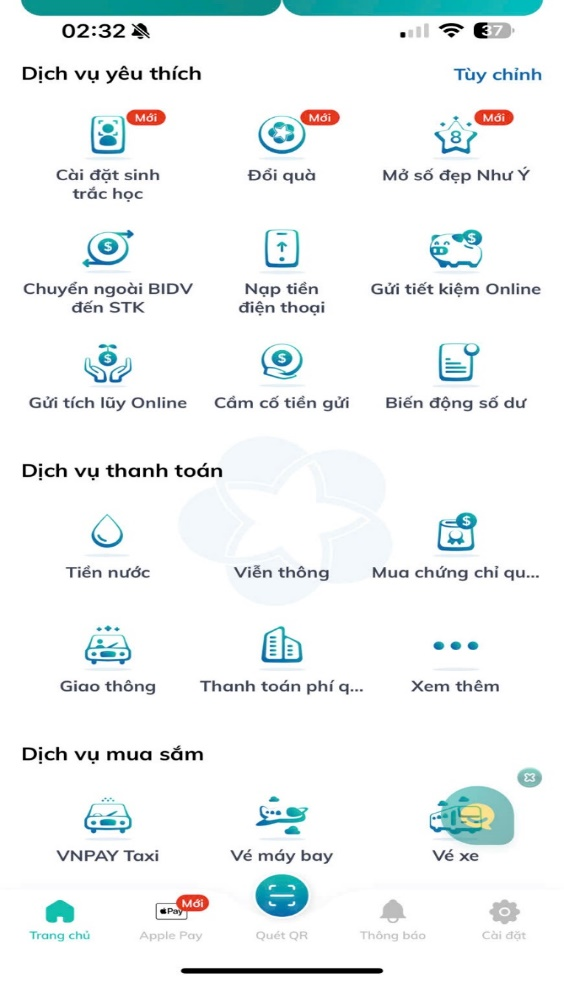 02:32
37
Dịch vụ yêu thích
Tùy chỉnh
Mới
Mới
Mới
8
Cài đặt sinh
trắc học
Đổi quà
Mở số đẹp Như Ý
Chuyển ngoài BIDV
đến STK
Nạp tiền
điện thoại
Gửi tiết kiệm Online
Gửi tích lũy Online
Cầm cố tiền gửi
Biến động số dư
Dịch vụ thanh toán
Tiền nước
Viễn thông
Mua chứng chỉ qu...
Giao thông
Thanh toán phí q...
Xem thêm
Dịch vụ mua sắm
VNPAY Taxi
Vé máy bay
Vé xe
Pay
Mới
Trang chủ
Apple Pay
Quét QR
Thông báo
Cài đặt